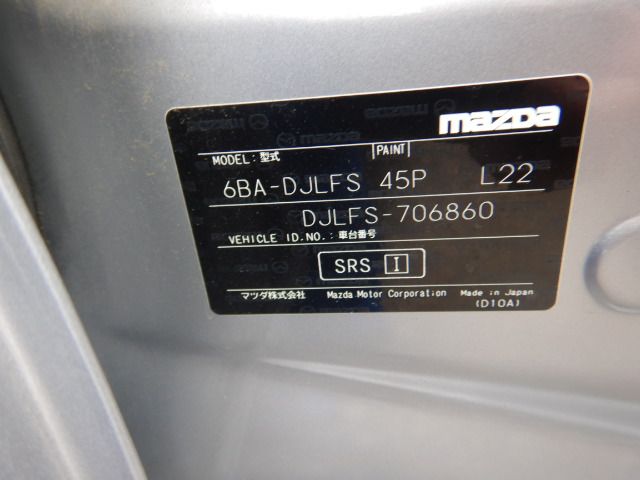 mazDa
MODEL: 型式 PAINT
6BA-DJLFS 45P L22
DJLFS-706860
VEHICLE ID.NO.: 車台番号
SRS I
マツダ株式会社 Mazda Motor Corporation Made in Japan
(D10A)